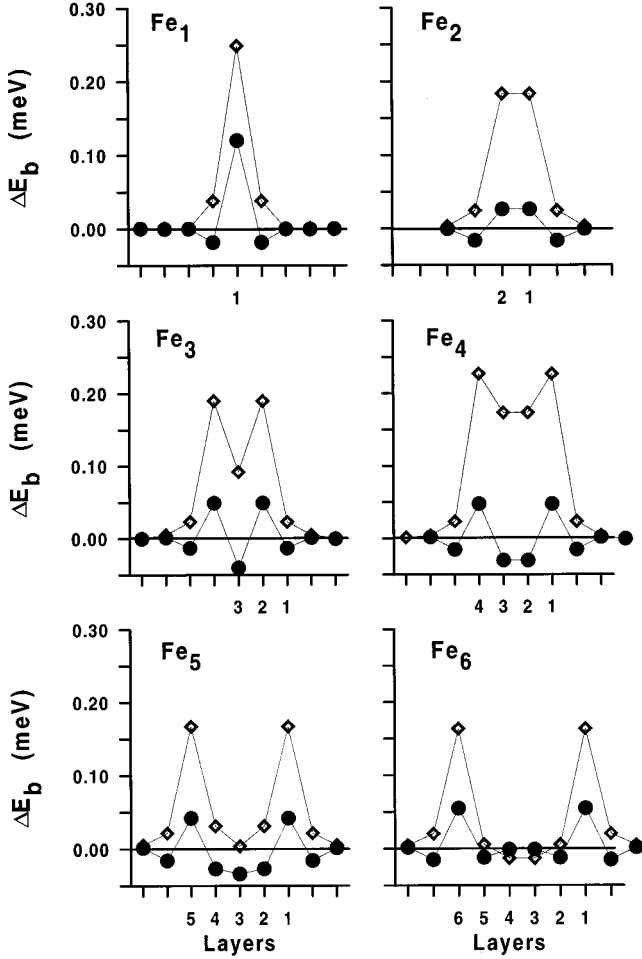 Fe1
Fe2
0.30
0.20
0.10
0.00
ΔEb (meV)
1
2 1
Fe3
Fe4
0.30
0.20
0.10
0.00
ΔEb (meV)
3 2 1
4 3 2 1
Fe5
Fe6
0.30
0.20
0.10
0.00
ΔEb (meV)
5 4 3 2 1
6 5 4 3 2 1
Layers
Layers